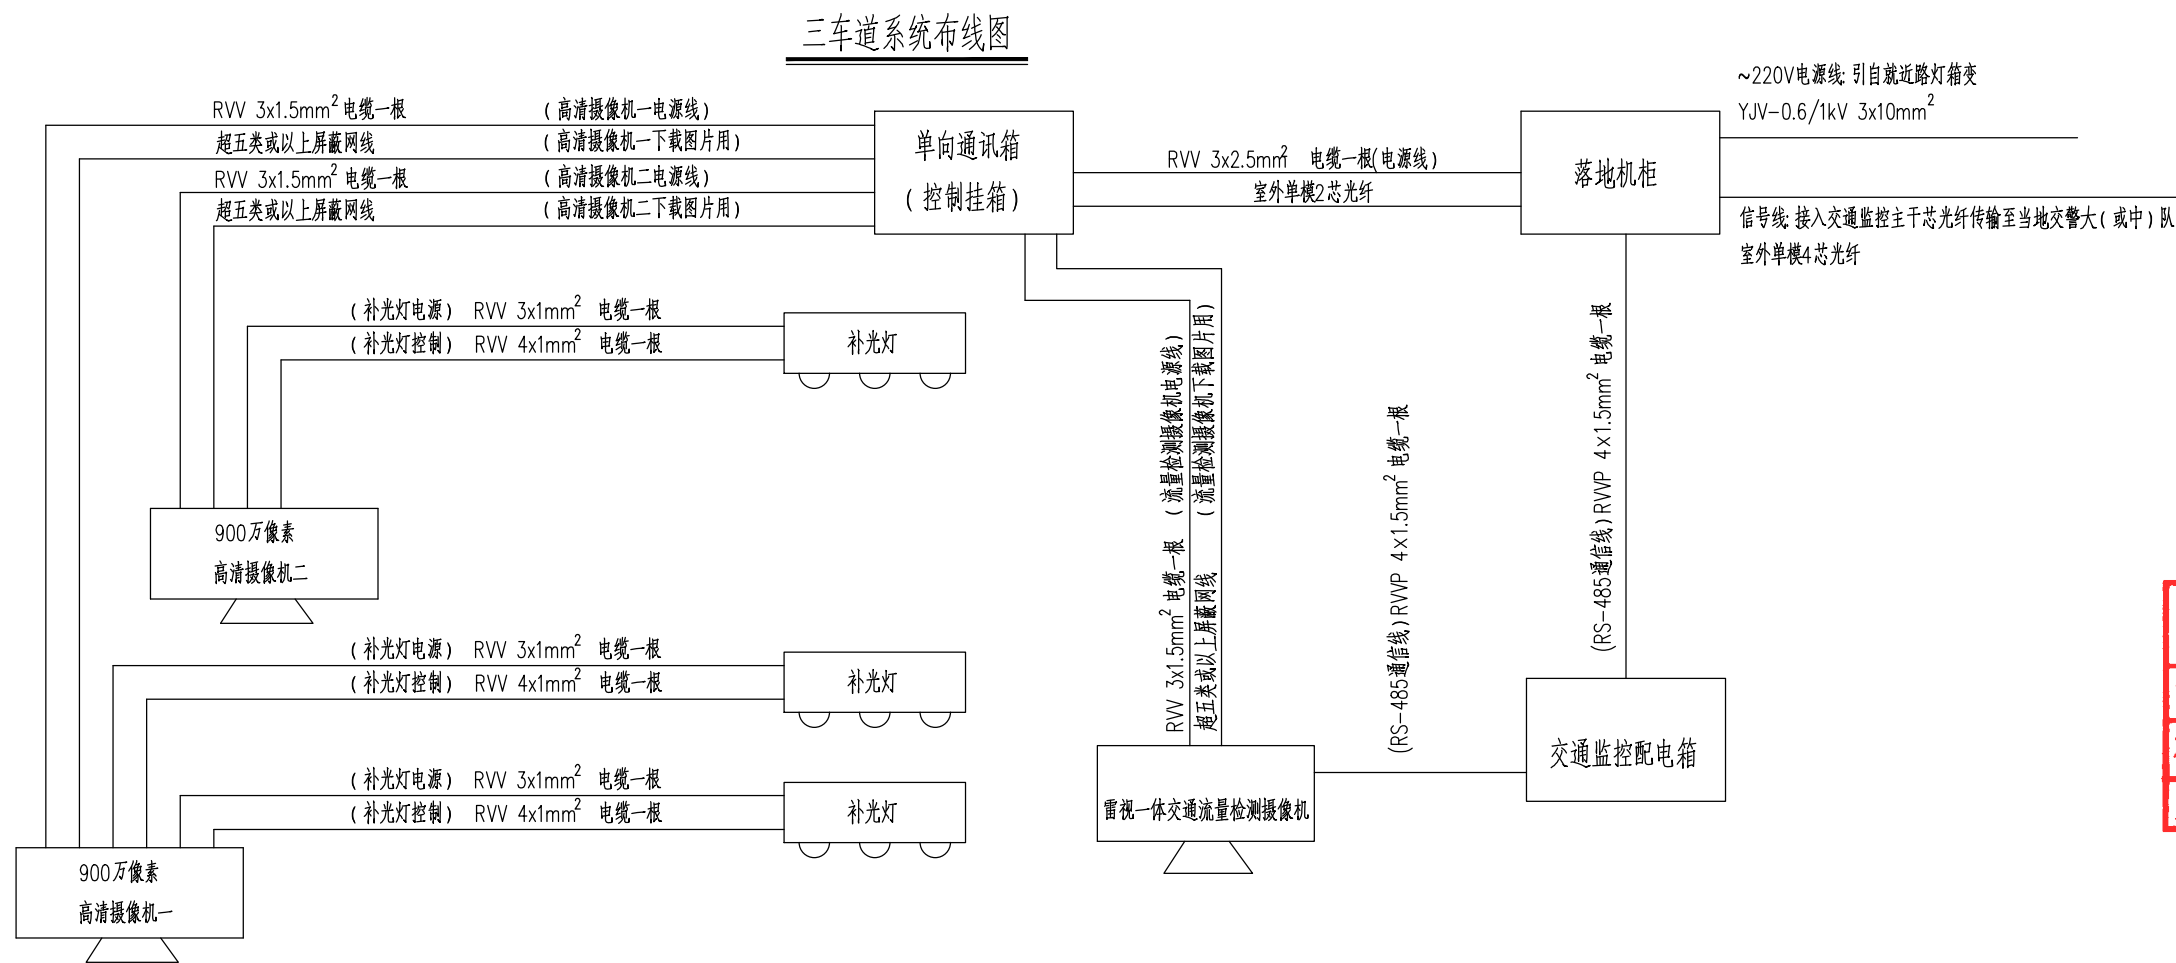 三车道系统布线图
RVV 3x1.5mm² 电缆一根 (高清摄像机一电源线)
超五类或以上屏蔽网线 (高清摄像机一下载图片用)
RVV 3x1.5mm² 电缆一根 (高清摄像机二电源线)
超五类或以上屏蔽网线 (高清摄像机二下载图片用)
单向通讯箱
(控制挂箱)
RVV 3x2.5mm² 电缆一根(电源线)
室外单模2芯光纤
落地机柜
~220V电源线: 引自就近路灯箱变
YJV-0.6/1kV 3x10mm²
信号线: 接入交通监控主干芯光纤传输至当地交警大(或中)队
室外单模4芯光纤
(补光灯电源) RVV 3x1mm² 电缆一根
(补光灯控制) RVV 4x1mm² 电缆一根
补光灯
900万像素
高清摄像机二
(补光灯电源) RVV 3x1mm² 电缆一根
(补光灯控制) RVV 4x1mm² 电缆一根
补光灯
(补光灯电源) RVV 3x1mm² 电缆一根
(补光灯控制) RVV 4x1mm² 电缆一根
补光灯
900万像素
高清摄像机一
RVV 3x1.5mm² 电缆一根 (流量检测摄像机电源线)
超五类或以上屏蔽网线 (流量检测摄像机下载图片用)
(RS-485通信线)RVVP 4×1.5mm² 电缆一根
(RS-485通信线)RVVP 4×1.5mm² 电缆一根
雷视一体交通流量检测摄像机
交通监控配电箱